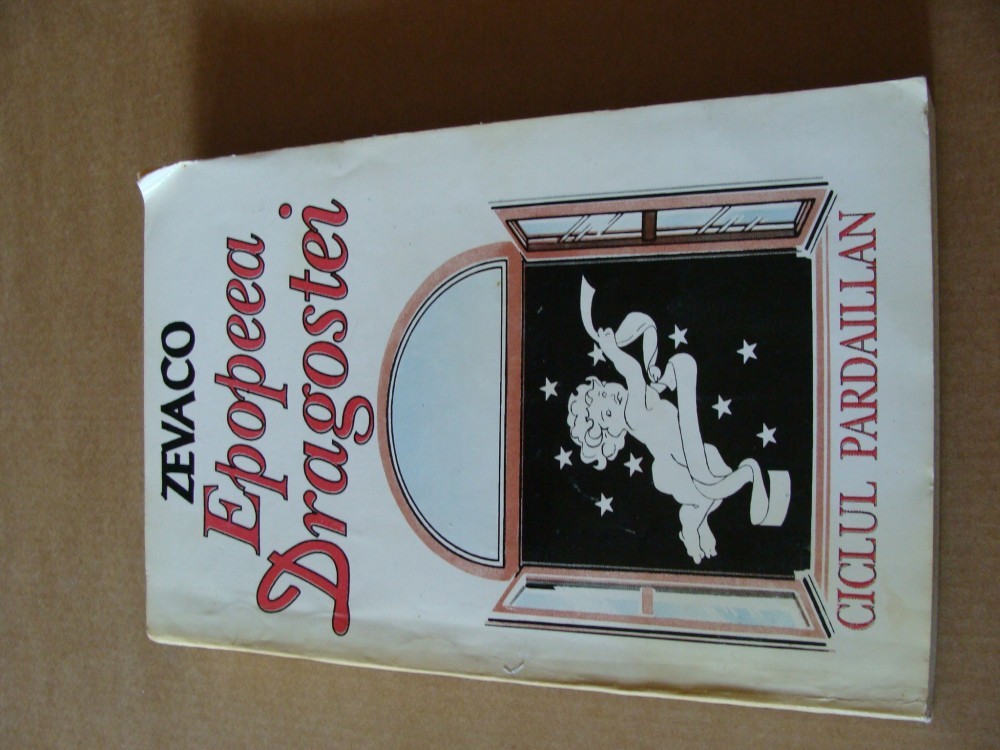 ZEVACO
Epopeea
Dragostei
CICLUL PARDAILLAN